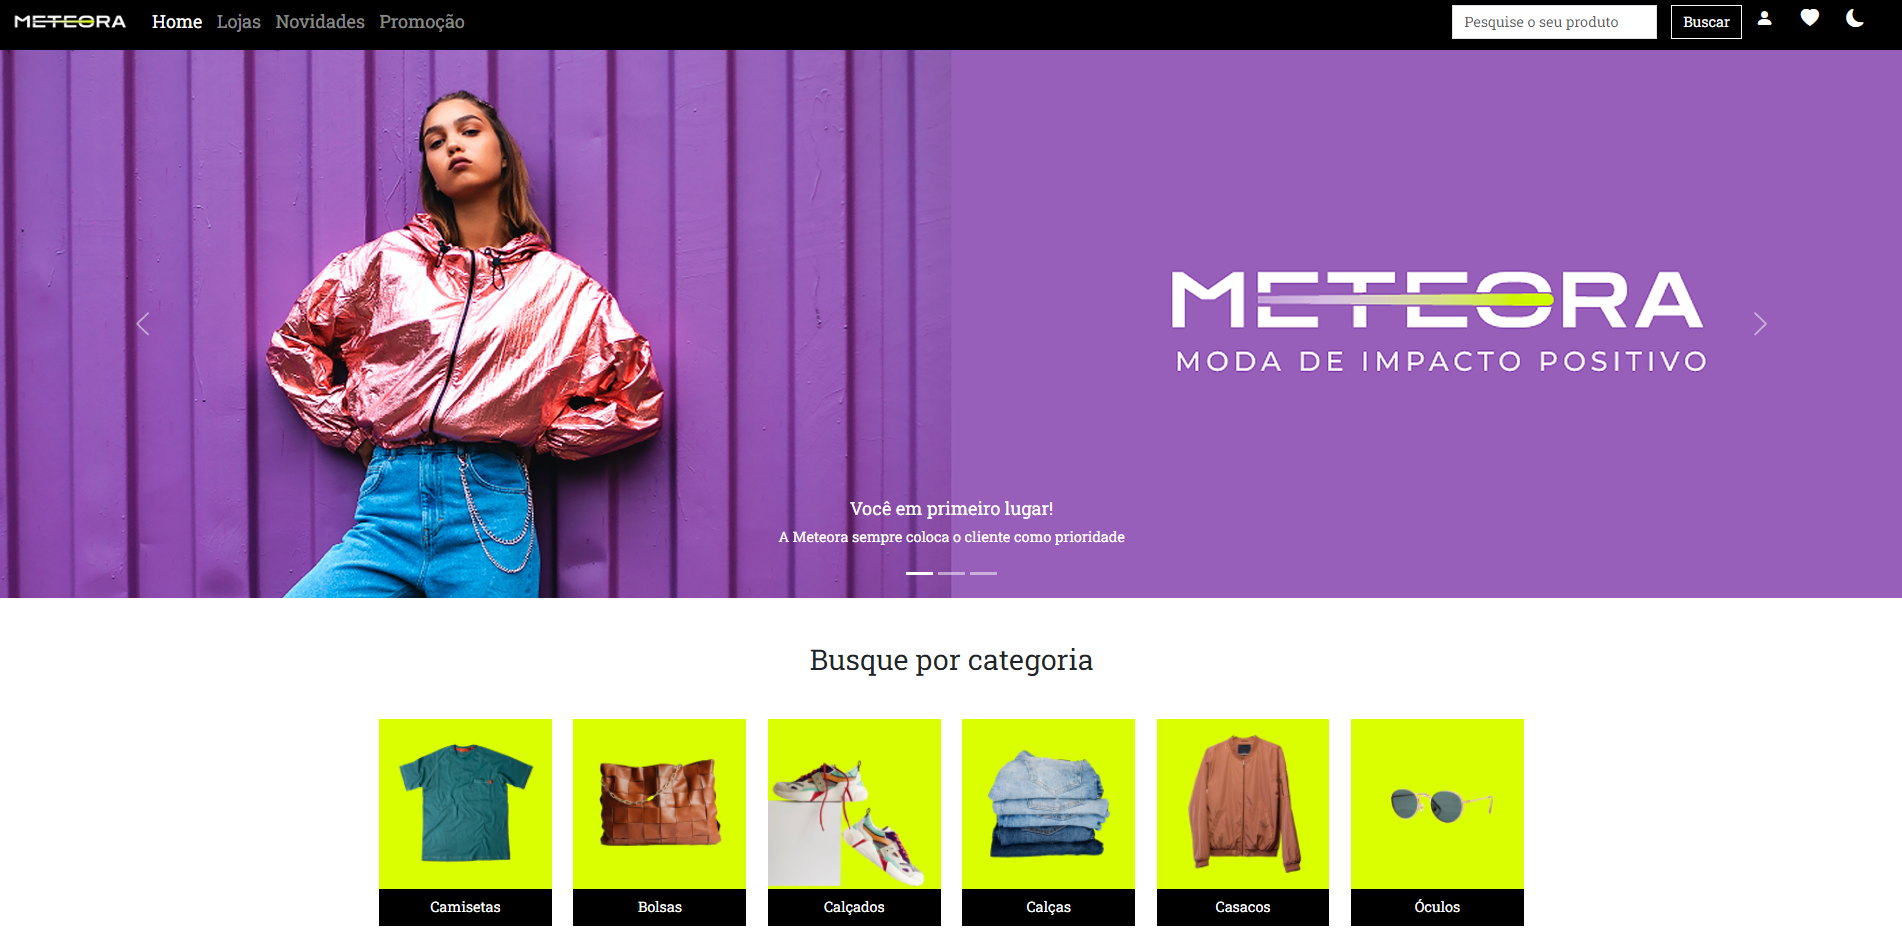 METEORA
Home Lojas Novidades Promoção
Pesquise o seu produto
Buscar
METEORA
MODA DE IMPACTO POSITIVO
Você em primeiro lugar!
A Meteora sempre coloca o cliente como prioridade
Busque por categoria
Camisetas
Bolsas
Calçados
Calças
Casacos
Óculos